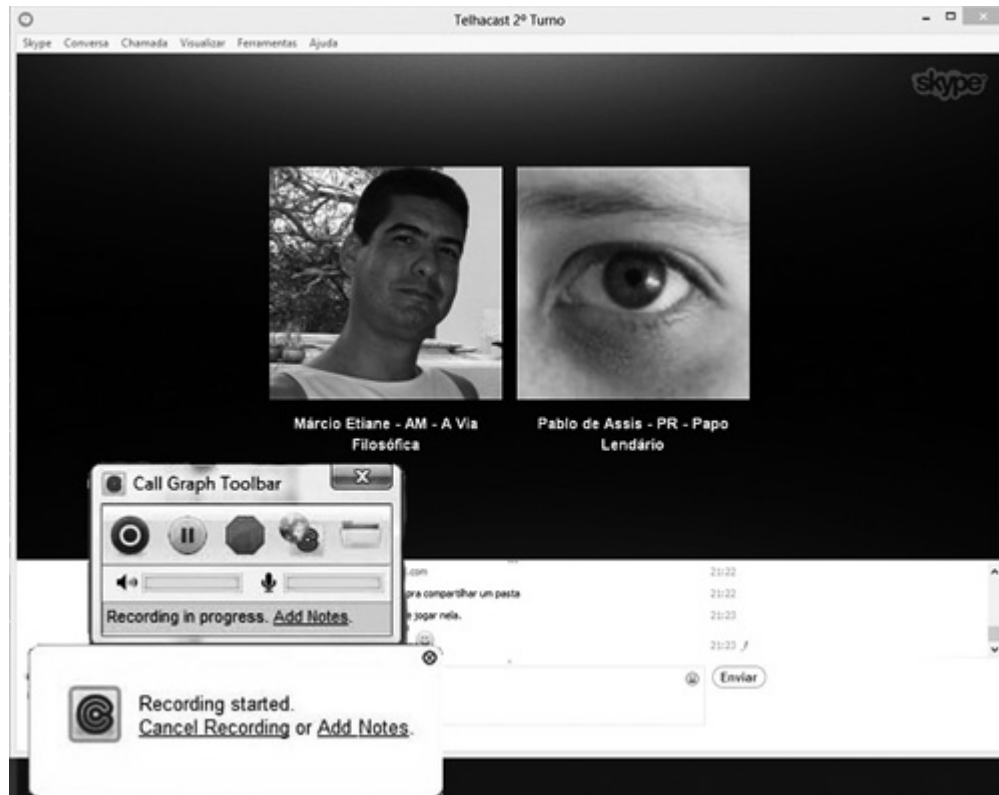 Telhacast 2º Turno
Skype Conversa Chamada Visualizar Ferramentas Ajuda
skype
Márcio Etiane - AM - A Via
Filosófica
Pablo de Assis - PR - Papo
Lendário
Call Graph Toolbar
Recording in progress. Add Notes.
.com 21:22
pra compartilhar um pasta 21:22
e jogar nela. 21:23
21:23
Enviar
Recording started.
Cancel Recording or Add Notes.